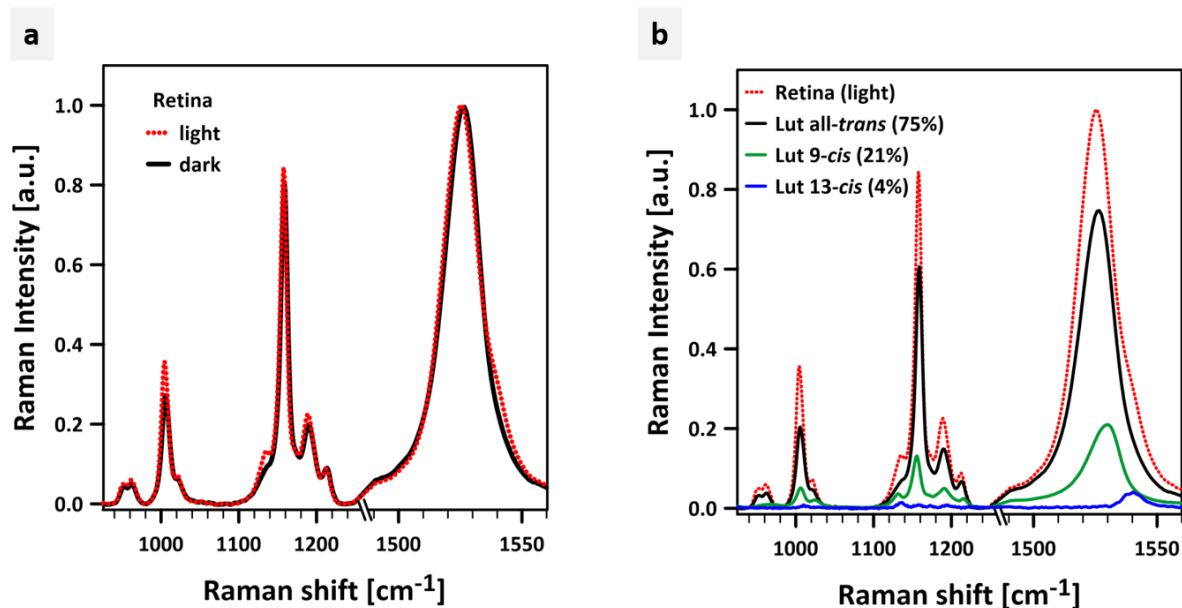 a
Retina
light
dark
1.0
0.8
0.6
0.4
0.2
0.0
Raman Intensity [a.u.]
1000 1100 1200 1500 1550
Raman shift [cm-1]
b
Retina (light)
Lut all-trans (75%)
Lut 9-cis (21%)
Lut 13-cis (4%)
1.0
0.8
0.6
0.4
0.2
0.0
Raman Intensity [a.u.]
1000 1100 1200 1500 1550
Raman shift [cm-1]